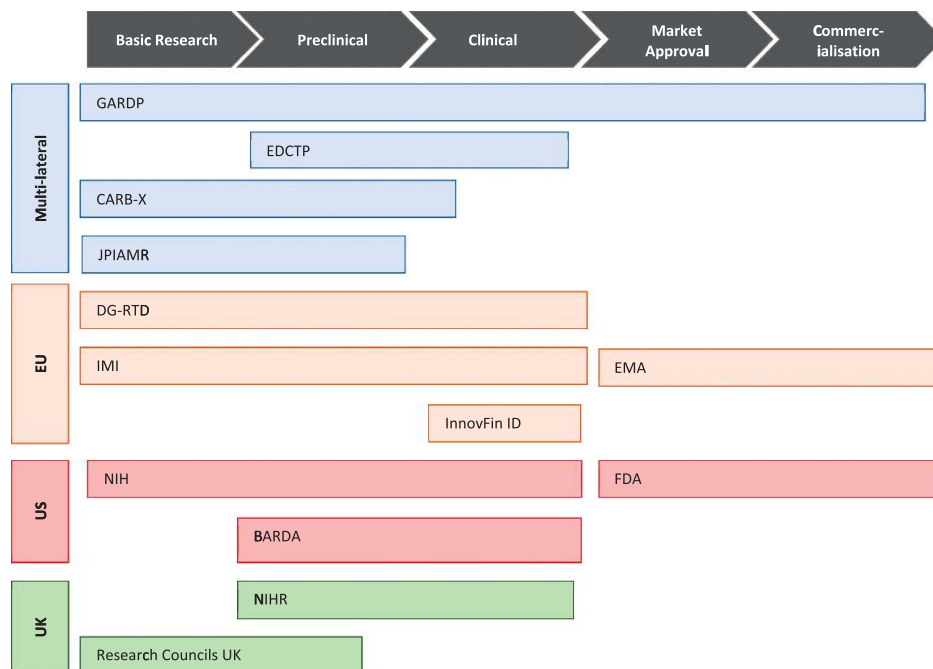 Basic Research
Preclinical
Clinical
Market
Approval
Commerc-
ialisation
Multi-lateral
GARDP
EDCTP
CARB-X
JPIAMR
EU
DG-RTD
IMI
EMA
InnovFin ID
US
NIH
FDA
BARDA
UK
NIHR
Research Councils UK